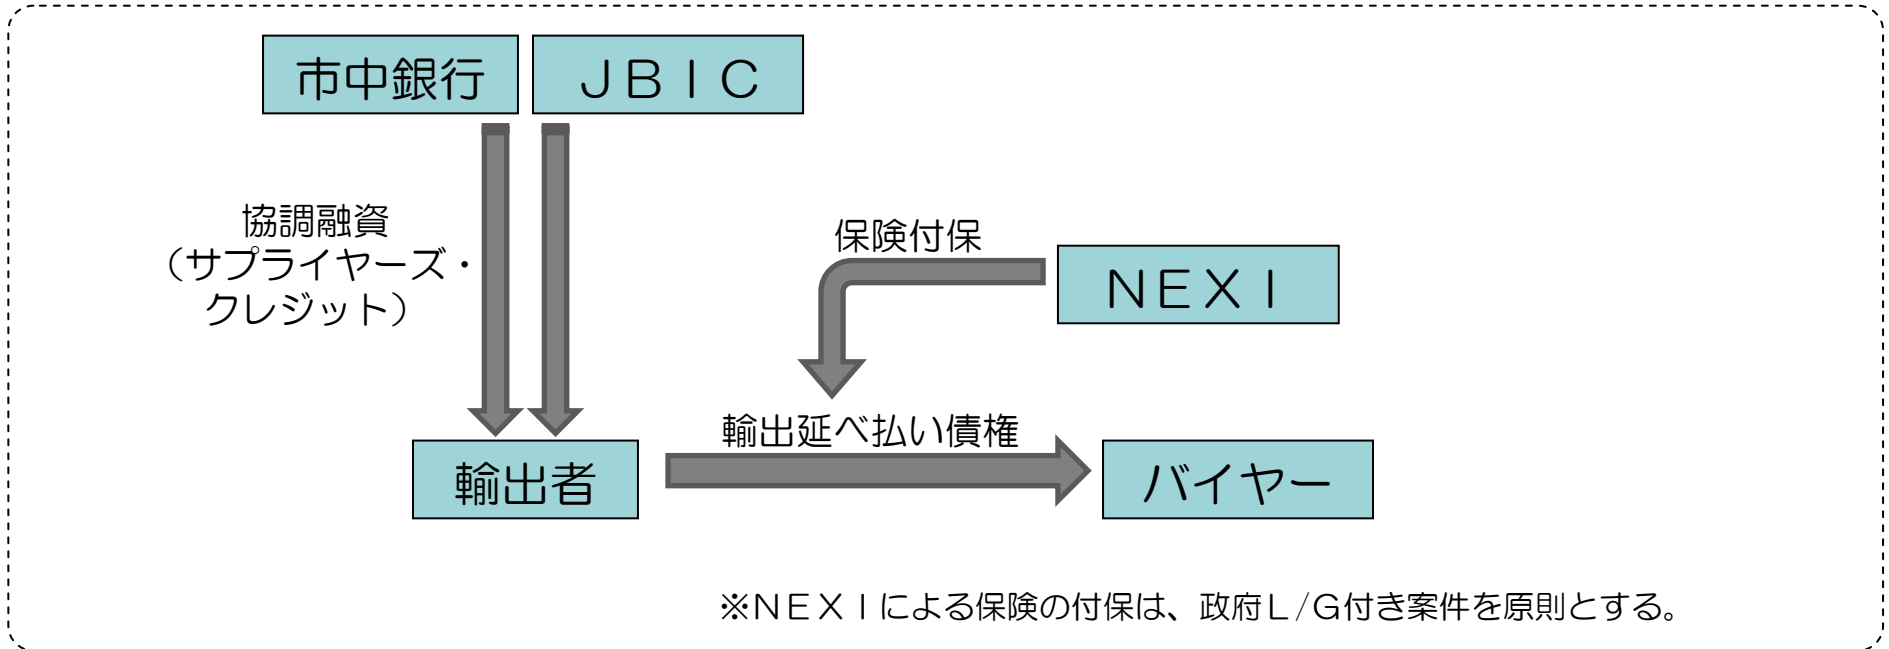 市中銀行
ＪＢＩＣ
協調融資
（サプライヤーズ・
クレジット）
保険付保
ＮＥＸＩ
輸出延べ払い債権
輸出者
バイヤー
※ＮＥＸＩによる保険の付保は、政府Ｌ/Ｇ付き案件を原則とする。